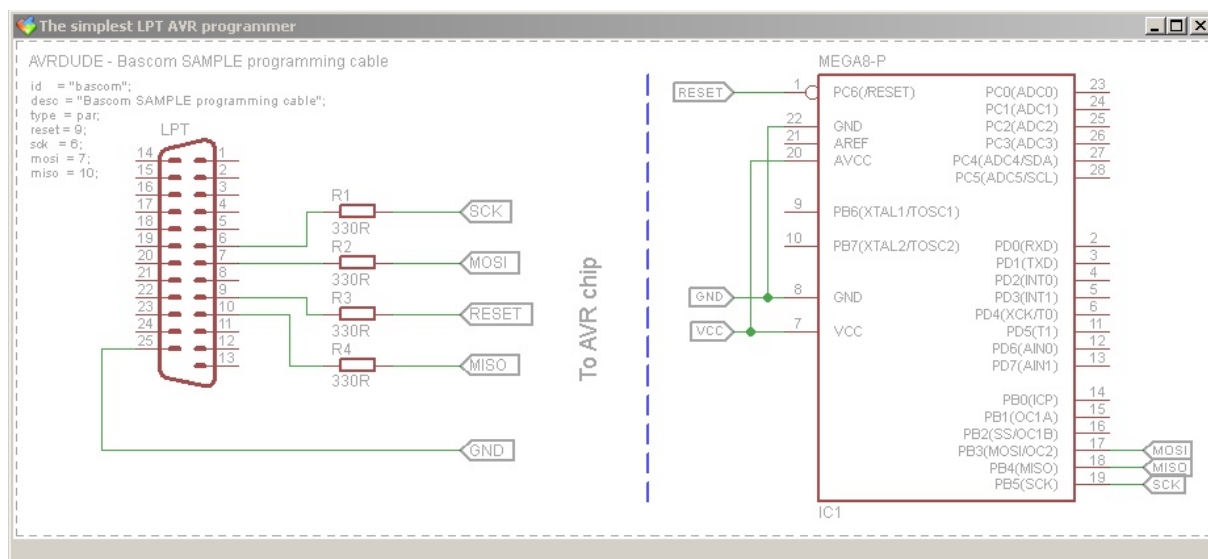 The simplest LPT AVR programmer
AVRDUDE - Bascom SAMPLE programming cable
id = "bascom";
desc = "Bascom SAMPLE programming cable";
type = par;
reset = 9;
sck = 6;
mosi = 7;
miso = 10;
LPT
14
15
16
17
18
19
20
21
22
23
24
25
1
2
3
4
5
6
7
8
9
10
11
12
13
R1
330R
SCK
R2
330R
MOSI
R3
330R
RESET
R4
330R
MISO
GND
To AVR chip
MEGA8-P
RESET
1 PC6(/RESET)
22 GND
21 AREF
20 AVCC
9 PB6(XTAL1/TOSC1)
10 PB7(XTAL2/TOSC2)
GND 8 GND
VCC 7 VCC
PC0(ADC0) 23
PC1(ADC1) 24
PC2(ADC2) 25
PC3(ADC3) 26
PC4(ADC4/SDA) 27
PC5(ADC5/SCL) 28
PD0(RXD) 2
PD1(TXD) 3
PD2(INT0) 4
PD3(INT1) 5
PD4(XCK/T0) 6
PD5(T1) 11
PD6(AIN0) 12
PD7(AIN1) 13
PB0(ICP) 14
PB1(OC1A) 15
PB2(SS/OC1B) 16
PB3(MOSI/OC2) 17 MOSI
PB4(MISO) 18 MISO
PB5(SCK) 19 SCK
IC1